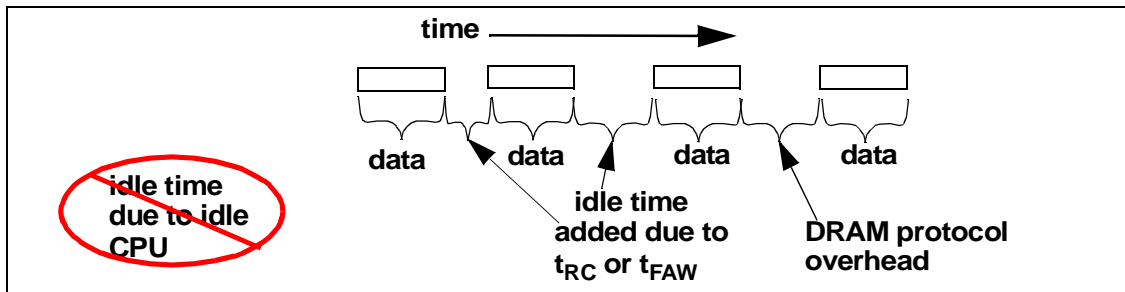 time
data
data
data
data
idle time
due to idle
CPU
idle time
added due to
tRC or tFAW
DRAM protocol
overhead